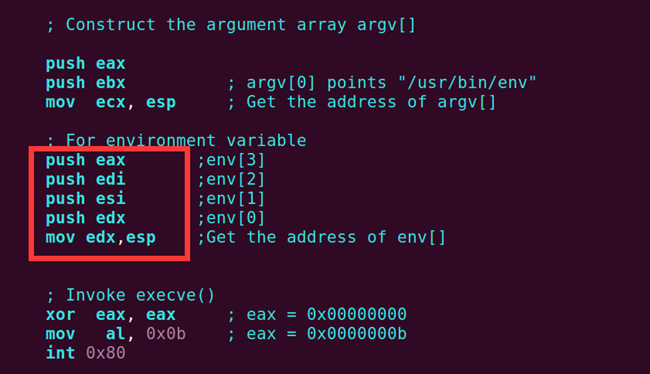 ; Construct the argument array argv[]
push eax
push ebx ; argv[0] points "/usr/bin/env"
mov ecx, esp ; Get the address of argv[]
; For environment variable
push eax ;env[3]
push edi ;env[2]
push esi ;env[1]
push edx ;env[0]
mov edx,esp ;Get the address of env[]
; Invoke execve()
xor eax, eax ; eax = 0x00000000
mov al, 0x0b ; eax = 0x0000000b
int 0x80